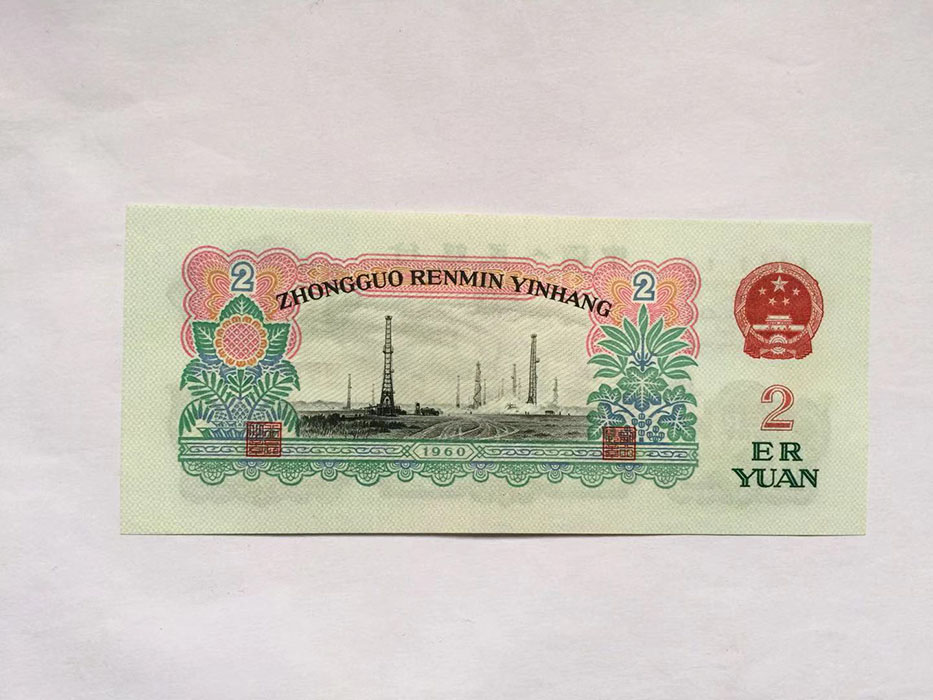 2
2
ZHONGGUO RENMIN YINHANG
1960
2
ER
YUAN